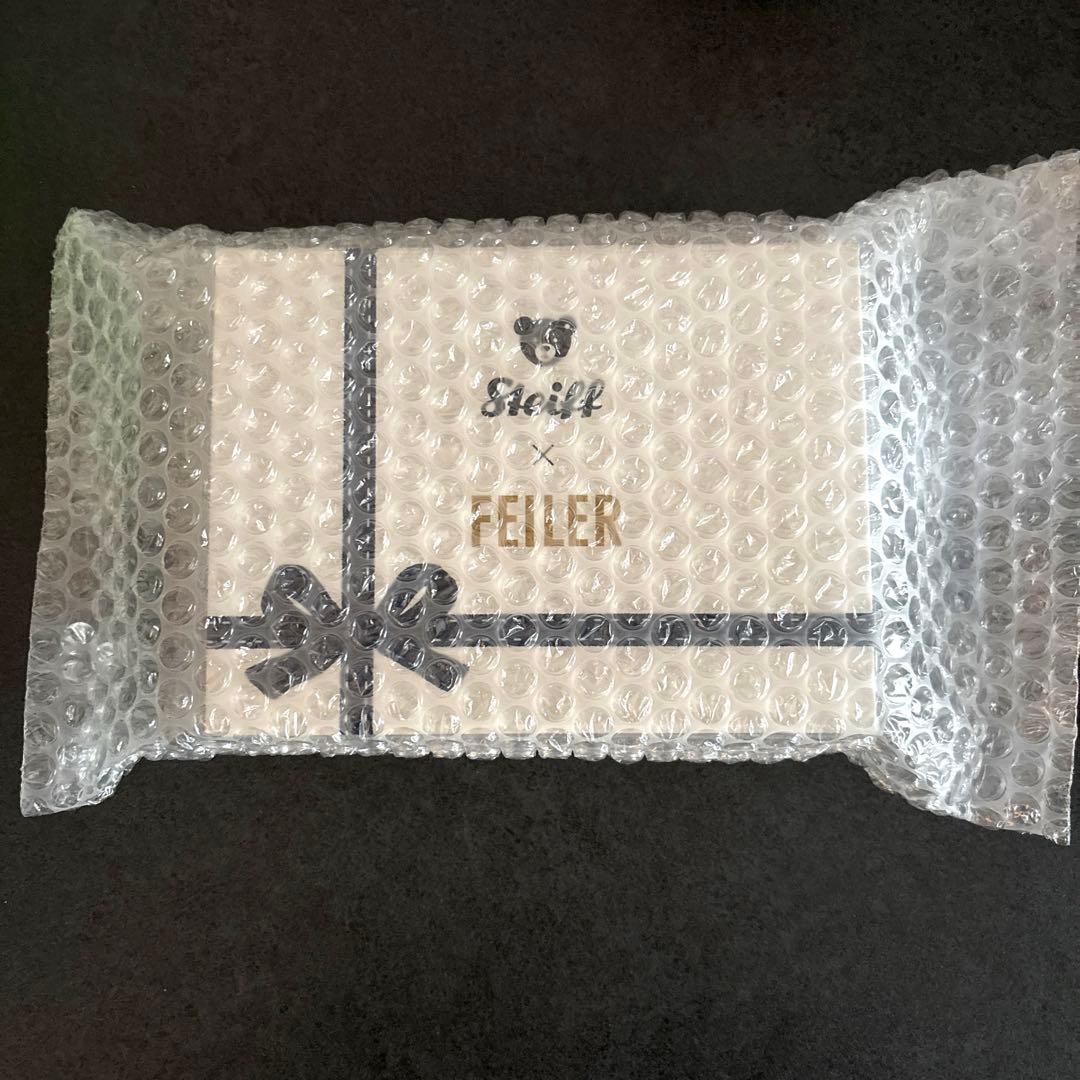 Steiff
×
FEILER